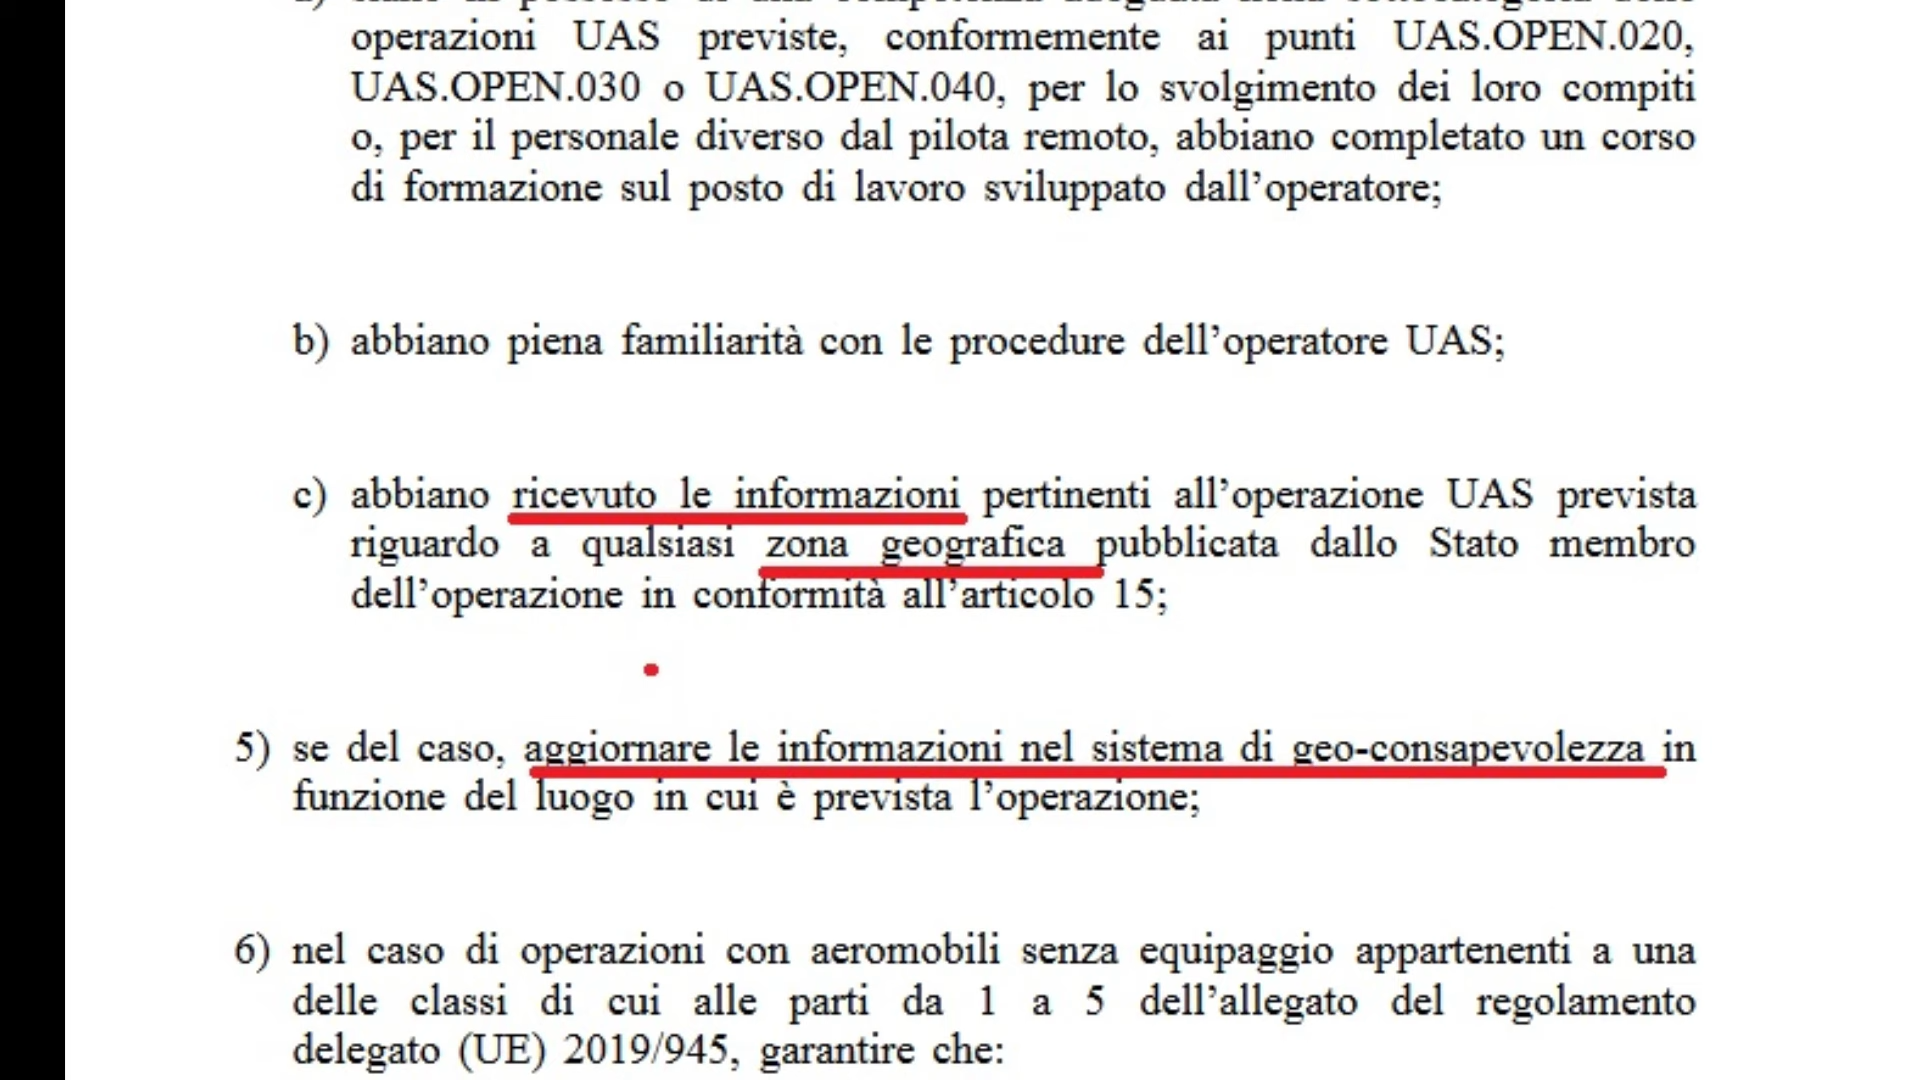 operazioni UAS previste, conformemente ai punti UAS.OPEN.020,
UAS.OPEN.030 o UAS.OPEN.040, per lo svolgimento dei loro compiti
o, per il personale diverso dal pilota remoto, abbiano completato un corso
di formazione sul posto di lavoro sviluppato dall’operatore;
b) abbiano piena familiarità con le procedure dell’operatore UAS;
c) abbiano ricevuto le informazioni pertinenti all’operazione UAS prevista
riguardo a qualsiasi zona geografica pubblicata dallo Stato membro
dell’operazione in conformità all’articolo 15;
5) se del caso, aggiornare le informazioni nel sistema di geo-consapevolezza in
funzione del luogo in cui è prevista l’operazione;
6) nel caso di operazioni con aeromobili senza equipaggio appartenenti a una
delle classi di cui alle parti da 1 a 5 dell’allegato del regolamento
delegato (UE) 2019/945, garantire che: